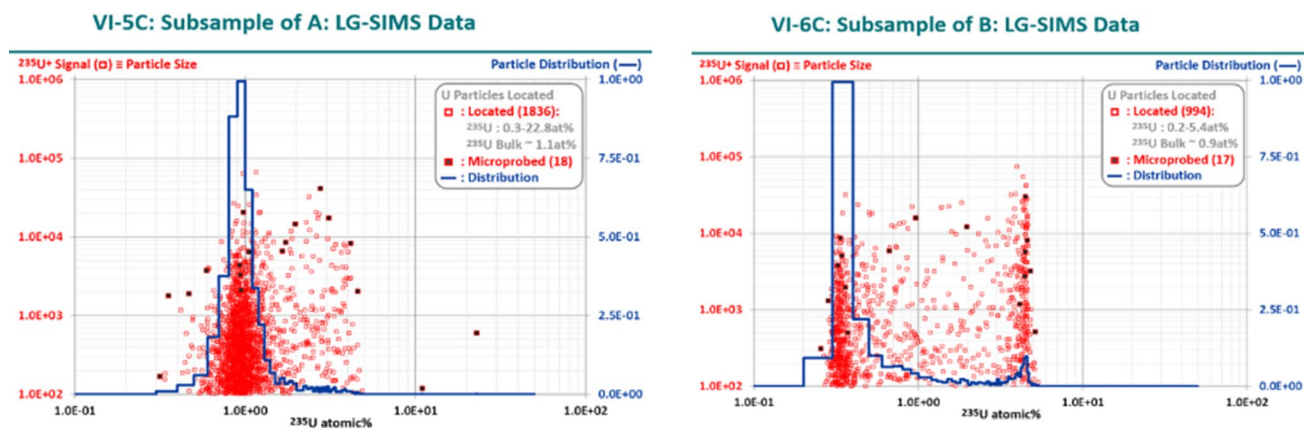 VI-5C: Subsample of A: LG-SIMS Data
²³⁵U⁺ Signal (□) ≡ Particle Size
Particle Distribution (—)
1.0E+06
1.0E+05
1.0E+04
1.0E+03
1.0E+02
1.0E+00
7.5E-01
5.0E-01
2.5E-01
0.0E+00
U Particles Located
□ : Located (1836):
²³⁵U : 0.3-22.8at%
²³⁵U Bulk ~ 1.1at%
■ : Microprobed (18)
— : Distribution
1.0E-01
1.0E+00
1.0E+01
1.0E+02
²³⁵U atomic%
VI-6C: Subsample of B: LG-SIMS Data
²³⁵U⁺ Signal (□) ≡ Particle Size
Particle Distribution (—)
1.0E+06
1.0E+05
1.0E+04
1.0E+03
1.0E+02
1.0E+00
7.5E-01
5.0E-01
2.5E-01
0.0E+00
U Particles Located
□ : Located (994):
²³⁵U : 0.2-5.4at%
²³⁵U Bulk ~ 0.9at%
■ : Microprobed (17)
— : Distribution
1.0E-01
1.0E+00
1.0E+01
1.0E+02
²³⁵U atomic%